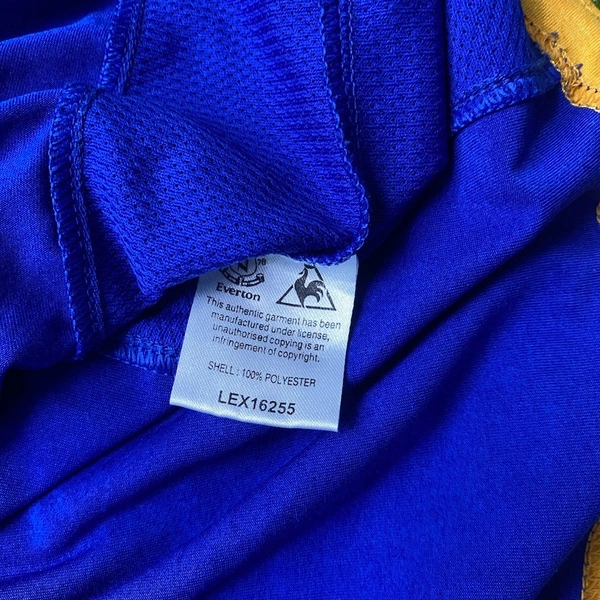 78
Everton
This authentic garment has been
manufactured under license,
unauthorised copying is an
infringement of copyright.
SHELL : 100% POLYESTER
LEX16255